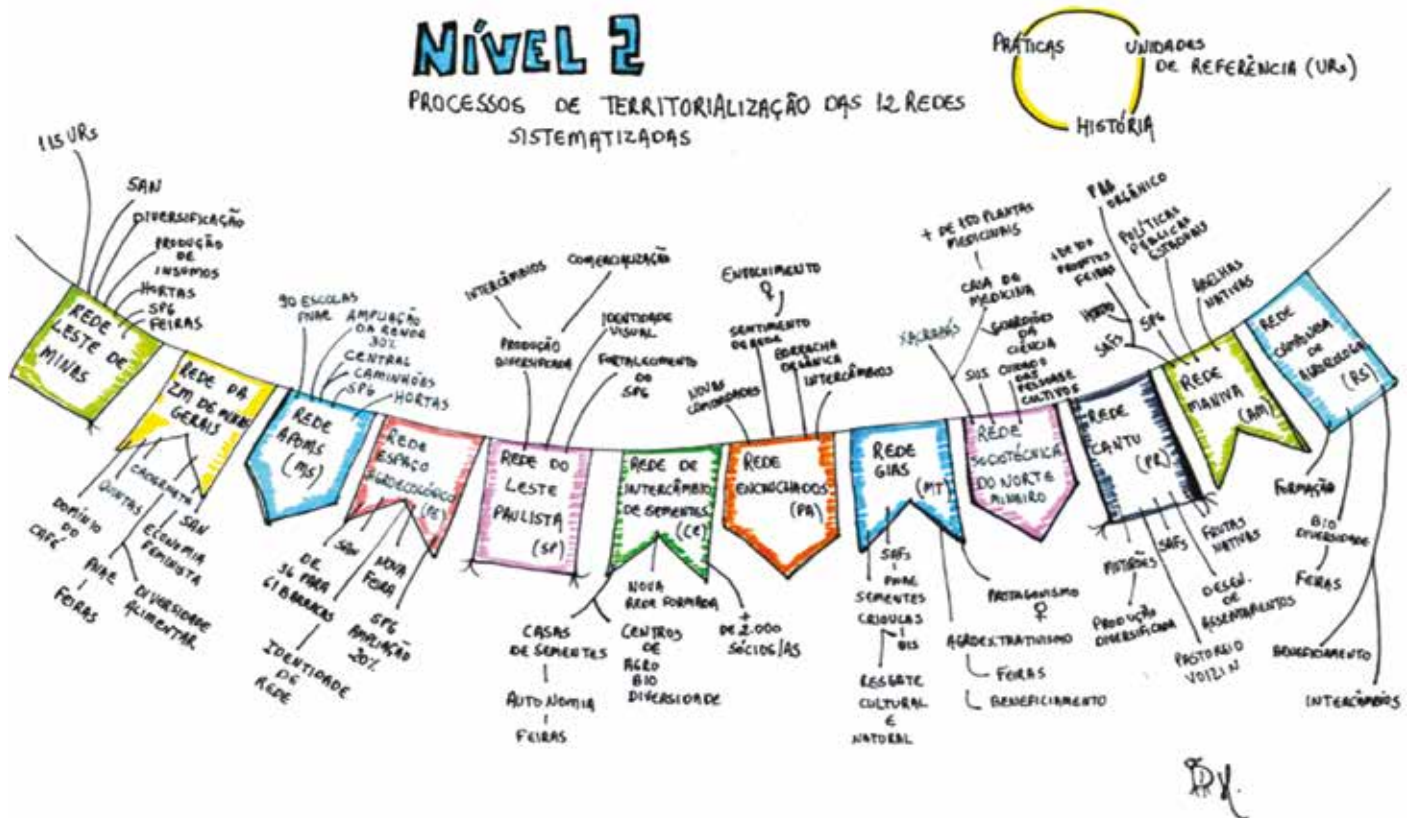 NÍVEL 2
PROCESSOS DE TERRITORIALIZAÇÃO DAS 12 REDES
SISTEMATIZADAS
PRÁTICAS
UNIDADES
DE REFERÊNCIA (URs)
HISTÓRIA
115 URs
SAN
DIVERSIFICAÇÃO
PRODUÇÃO
DE
INSUMOS
HORTAS
SPG
FEIRAS
REDE
LESTE DE
MINAS
REDE DA
ZM DE MINAS
GERAIS
DOMÍNIO
DO
CAFÉ
QUINTAIS
CADERNETA
PNAE
FEIRAS
SAN
ECONOMIA
FEMINISTA
DIVERSIDADE
ALIMENTAR
90 ESCOLAS
PNAE
AMPLIAÇÃO
DA RENDA
30%
CENTRAL
CAMINHÕES
SPG
HORTAS
REDE
APOMS
(MS)
REDE
ESPAÇO
AGROECOLÓGICO
SAN
DE
36 PARA
61 BARRACAS
IDENTIDADE
DE
REDE
NOVA
FEIRA
SPG
AMPLIAÇÃO
20%
INTERCÂMBIOS
COMERCIALIZAÇÃO
PRODUÇÃO
DIVERSIFICADA
IDENTIDADE
VISUAL
FORTALECIMENTO
DO
SPG
REDE DO
LESTE
PAULISTA
(SP)
REDE DE
INTERCÂMBIO
DE SEMENTES
(CE)
CASAS
DE SEMENTES
AUTONOMIA
FEIRAS
NOVA
REDE FORMADA
CENTROS
DE
AGRO
BIO
DIVERSIDADE
+
DE 2.000
SÓCIOS/AS
NOVAS
COMUNIDADES
ENVOLVIMENTO
♀
SENTIMENTO
DE REDE
BORRACHA
ORGÂNICA
INTERCÂMBIOS
REDE
(PA)
REDE
GIAS
(MT)
SAFs
PNAE
SEMENTES
CRIOULAS
RESGATE
CULTURAL
E
NATURAL
PROTAGONISMO
♀
AGROEXTRATIVISMO
FEIRAS
BENEFICIAMENTO
+ DE 150 PLANTAS
MEDICINAIS
CASA DE
MEDICINA
XACRIABÁS
GUARDIÕES
DA
CIÊNCIA
SUS
CUIDADO
DAS
PESSOAS E
CULTIVOS
REDE
SOCIOTÉCNICA
DO NORTE
MINEIRO
REDE
CANTU
(PR)
MUTIRÕES
PRODUÇÃO
DIVERSIFICADA
SAFs
PASTOREIO
VOIZIN
FRUTAS
NATIVAS
DESEN.
DE
ASSENTAMENTOS
PAA
ORGÂNICO
POLÍTICAS
PÚBLICAS
ESTADUAIS
+ DE 100
PROJETOS
FEIRAS
SAFs
SPG
ABELHAS
NATIVAS
REDE
MANIVA
(AM)
REDE
DE
(RS)
FORMAÇÃO
BIO
DIVERSIDADE
FEIRAS
BENEFICIAMENTO
INTERCÂMBIOS